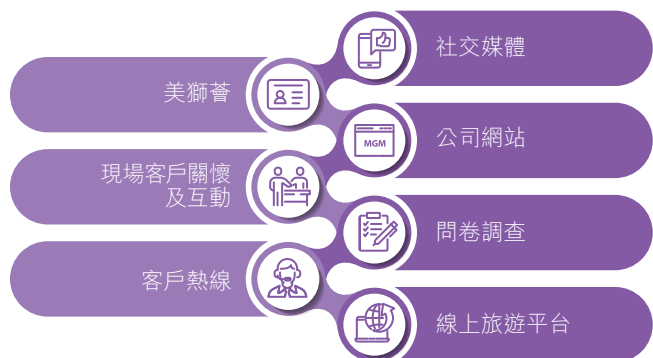 社交媒體
美獅薈
MGM
公司網站
現場客戶關懷
及互動
問卷調查
客戶熱線
線上旅遊平台